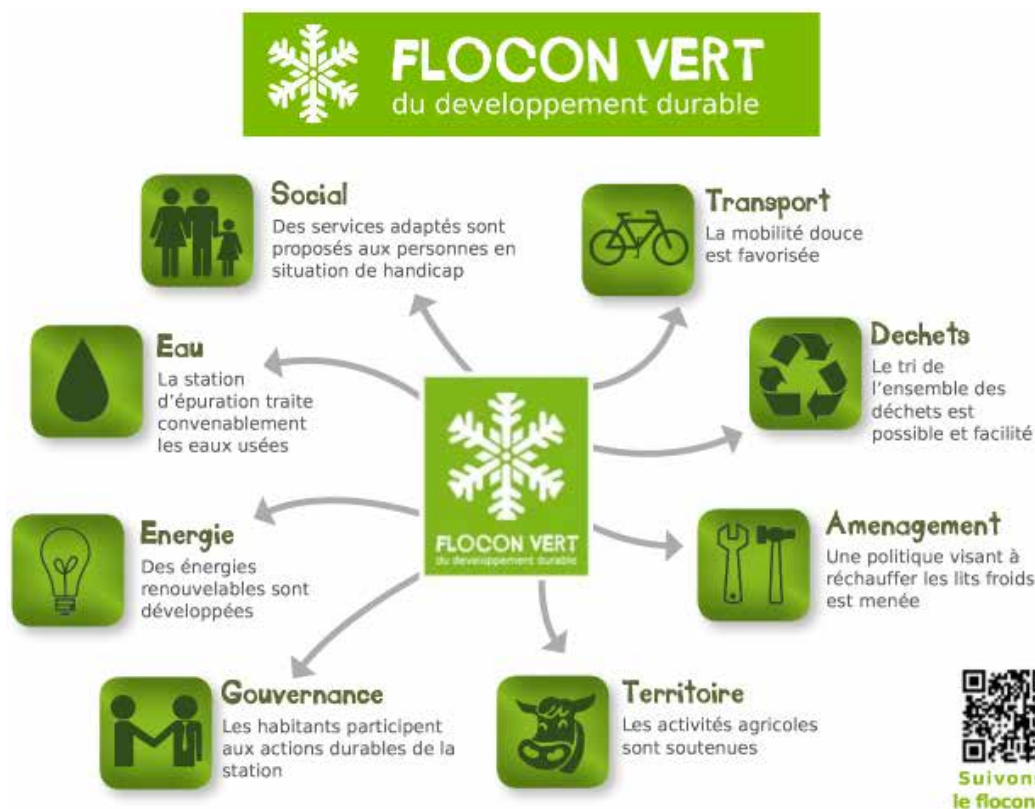 FLOCON VERT
du developpement durable
Social
Des services adaptés sont
proposés aux personnes en
situation de handicap
Transport
La mobilité douce
est favorisée
Eau
La station
d'épuration traite
convenablement
les eaux usées
Dechets
Le tri de
l'ensemble des
déchets est
possible et facilité
FLOCON VERT
du developpement durable
Energie
Des énergies
renouvelables sont
développées
Amenagement
Une politique visant à
réchauffer les lits froids
est menée
Gouvernance
Les habitants participent
aux actions durables de la
station
Territoire
Les activités agricoles
sont soutenues
Suivon
le flocon